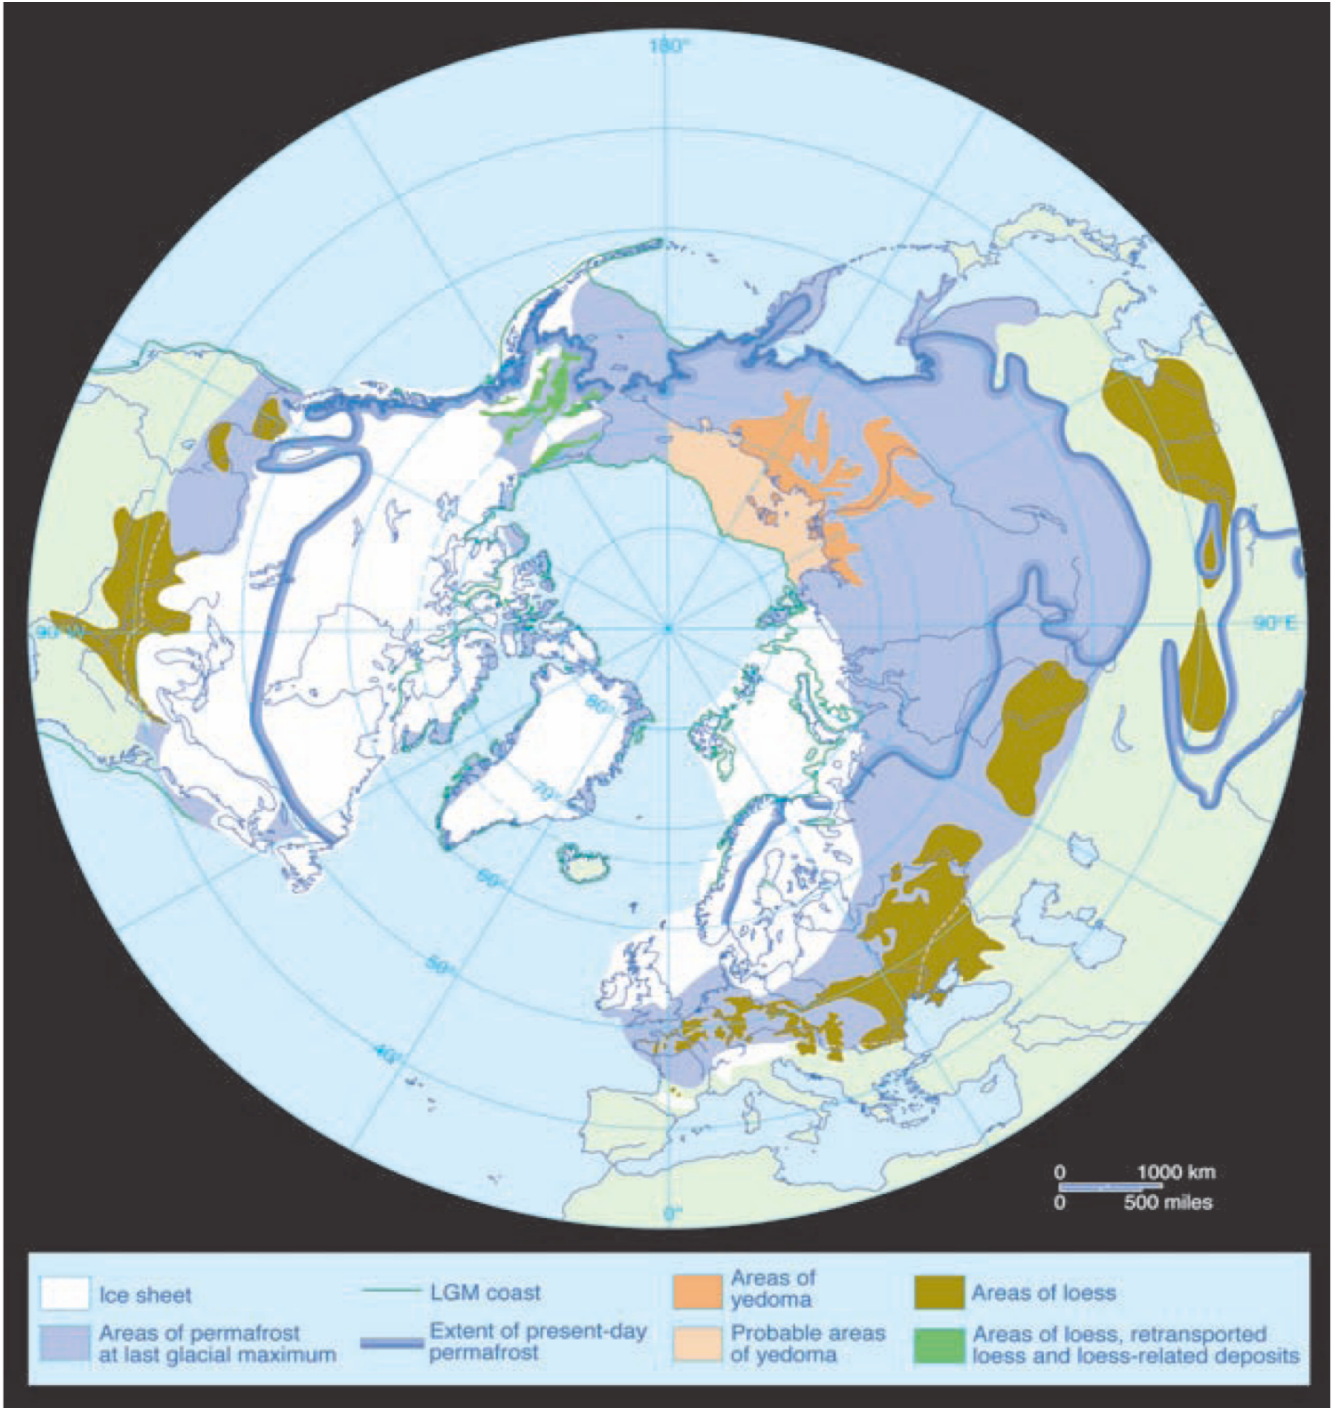 180°
90° W
90° E
80°
70°
60°
50°
40°
0°
0 1000 km
0 500 miles
Ice sheet
Areas of permafrost
at last glacial maximum
LGM coast
Extent of present-day
permafrost
Areas of
yedoma
Probable areas
of yedoma
Areas of loess
Areas of loess, retransported
loess and loess-related deposits